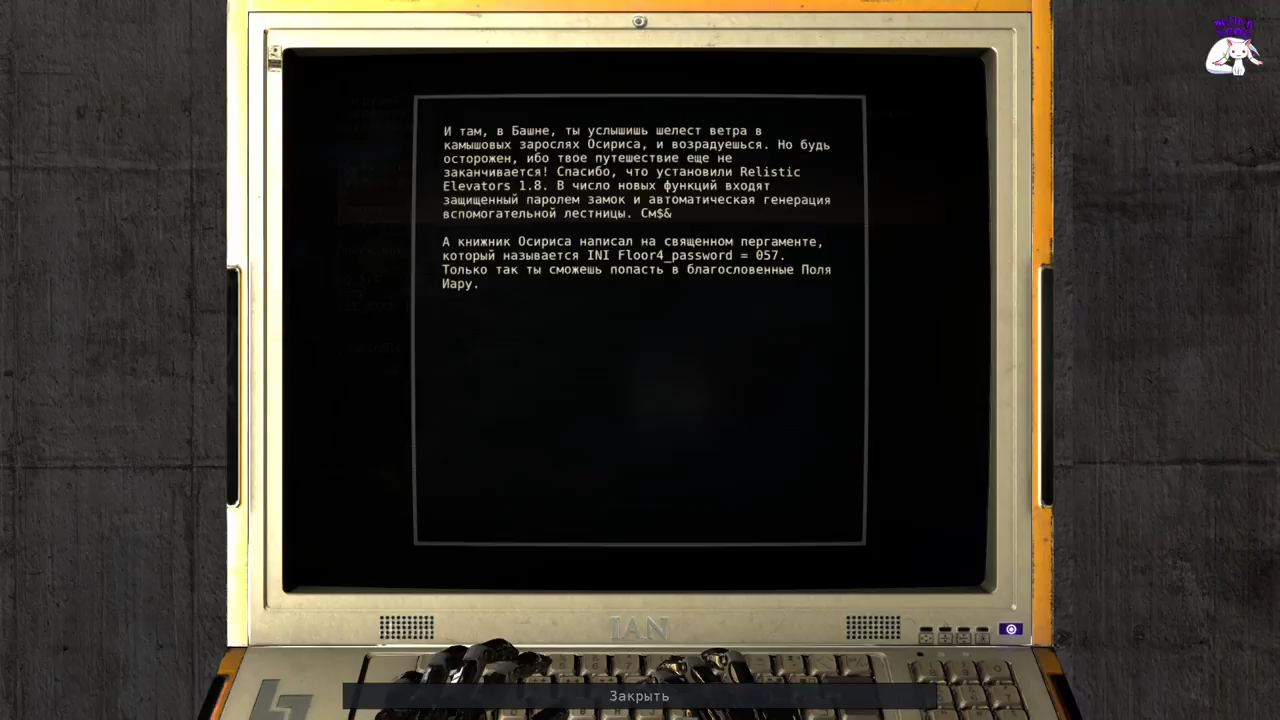 И там, в Башне, ты услышишь шелест ветра в
камышовых зарослях Осириса, и возрадуешься. Но будь
осторожен, ибо твое путешествие еще не
заканчивается! Спасибо, что установили Relistic
Elevators 1.8. В число новых функций входят
защищенный паролем замок и автоматическая генерация
вспомогательной лестницы. См$&
А книжник Осириса написал на священном пергаменте,
который называется INI Floor4_password = 057.
Только так ты сможешь попасть в благословенные Поля
Иару.
IAN
Закрыть